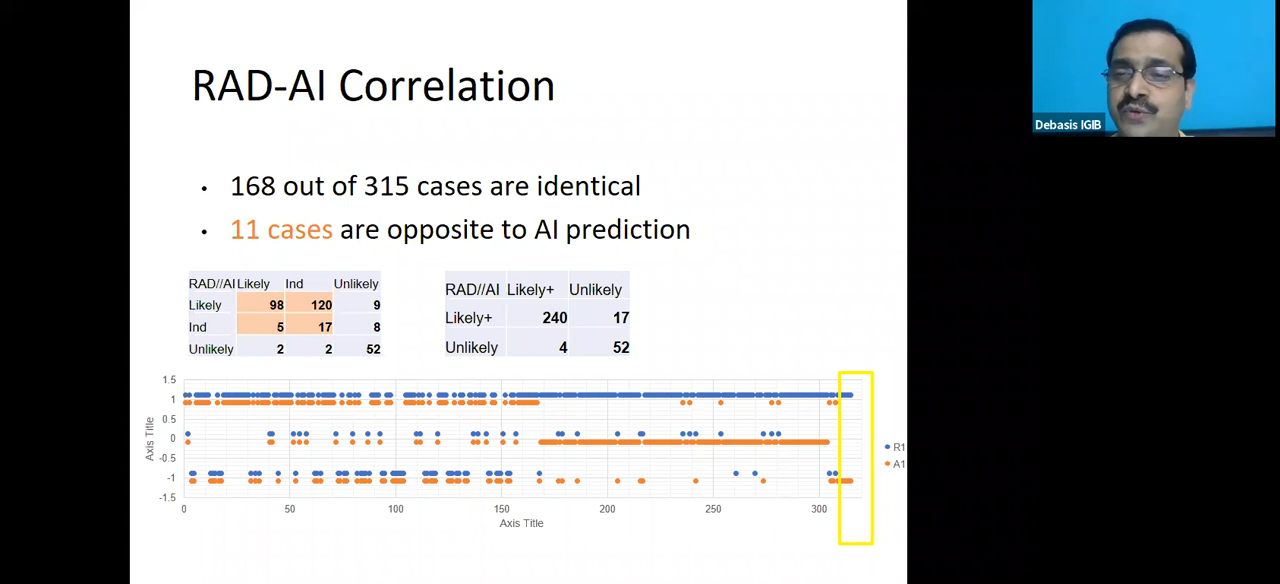 RAD-AI Correlation
Debasis IGIB
• 168 out of 315 cases are identical
• 11 cases are opposite to AI prediction
RAD//AI Likely Ind Unlikely
Likely 98 120 9
Ind 5 17 8
Unlikely 2 2 52
RAD//AI Likely+ Unlikely
Likely+ 240 17
Unlikely 4 52
1.5
1
0.5
0
-0.5
-1
-1.5
Axis Title
0 50 100 150 200 250 300
Axis Title
R1
A1